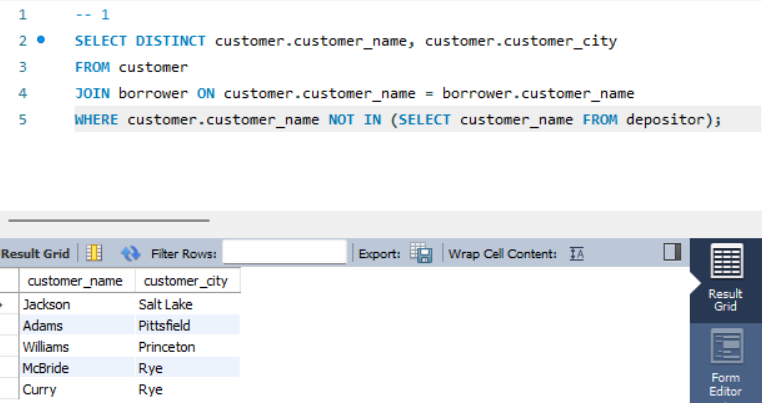 1 -- 1
2 SELECT DISTINCT customer.customer_name, customer.customer_city
3 FROM customer
4 JOIN borrower ON customer.customer_name = borrower.customer_name
5 WHERE customer.customer_name NOT IN (SELECT customer_name FROM depositor);
Result Grid Filter Rows: Export: Wrap Cell Content: IA
customer_name customer_city
Jackson Salt Lake
Adams Pittsfield
Williams Princeton
McBride Rye
Curry Rye
Result
Grid
Form
Editor